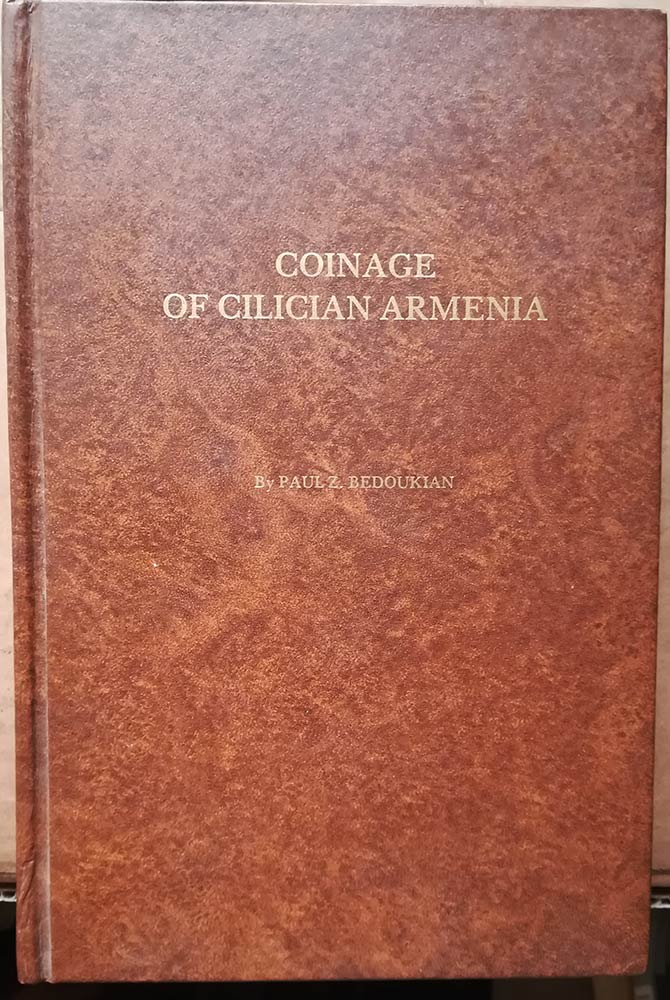 COINAGE
OF CILICIAN ARMENIA
By PAUL Z. BEDOUKIAN